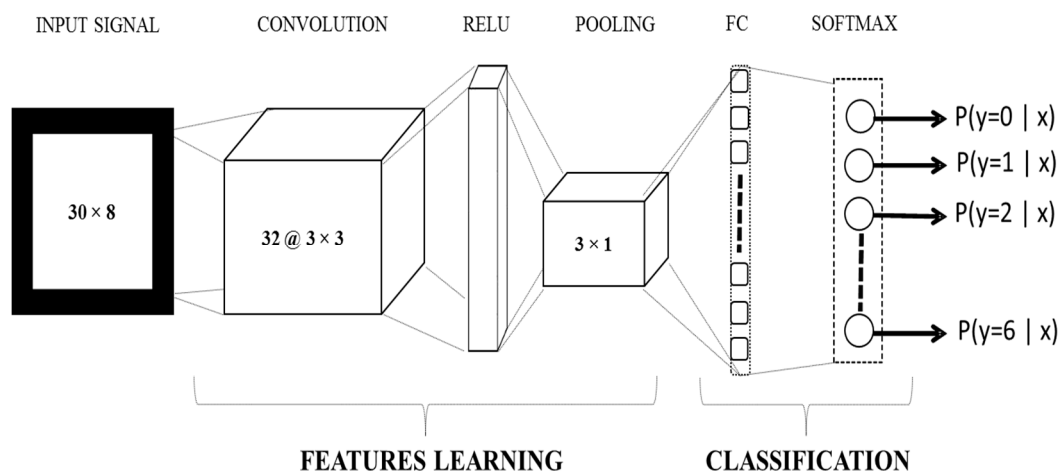 INPUT SIGNAL
CONVOLUTION
RELU
POOLING
FC
SOFTMAX
30 × 8
32 @ 3 × 3
3 × 1
P(y=0 | x)
P(y=1 | x)
P(y=2 | x)
P(y=6 | x)
FEATURES LEARNING
CLASSIFICATION